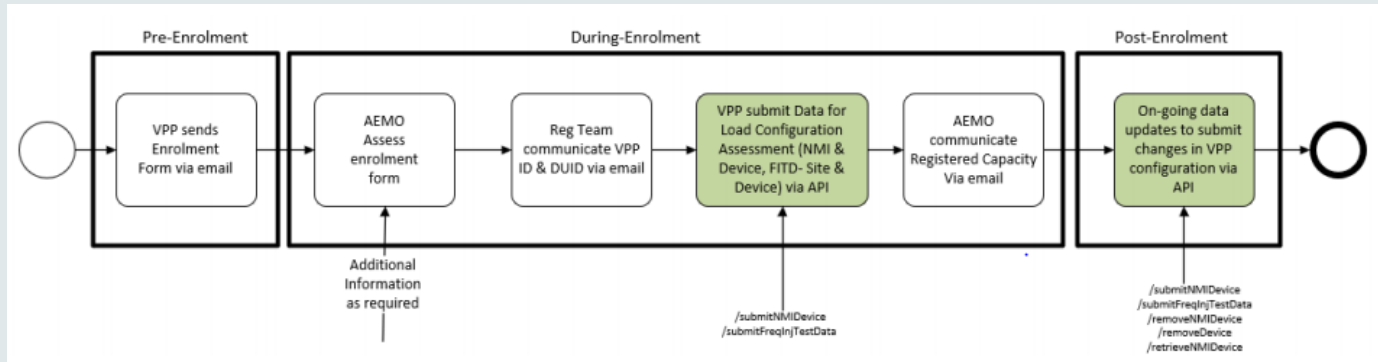 Pre-Enrolment
During-Enrolment
Post-Enrolment
VPP sends
Enrolment
Form via email
AEMO
Assess
enrolment
form
Reg Team
communicate VPP
ID & DUID via email
VPP submit Data for
Load Configuration
Assessment (NMI &
Device, FITD- Site &
Device) via API
AEMO
communicate
Registered Capacity
Via email
On-going data
updates to submit
changes in VPP
configuration via
API
Additional
Information
as required
/submitNMIDevice
/submitFreqInjTestData
/submitNMIDevice
/submitFreqInjTestData
/removeNMIDevice
/removeDevice
/retrieveNMIDevice